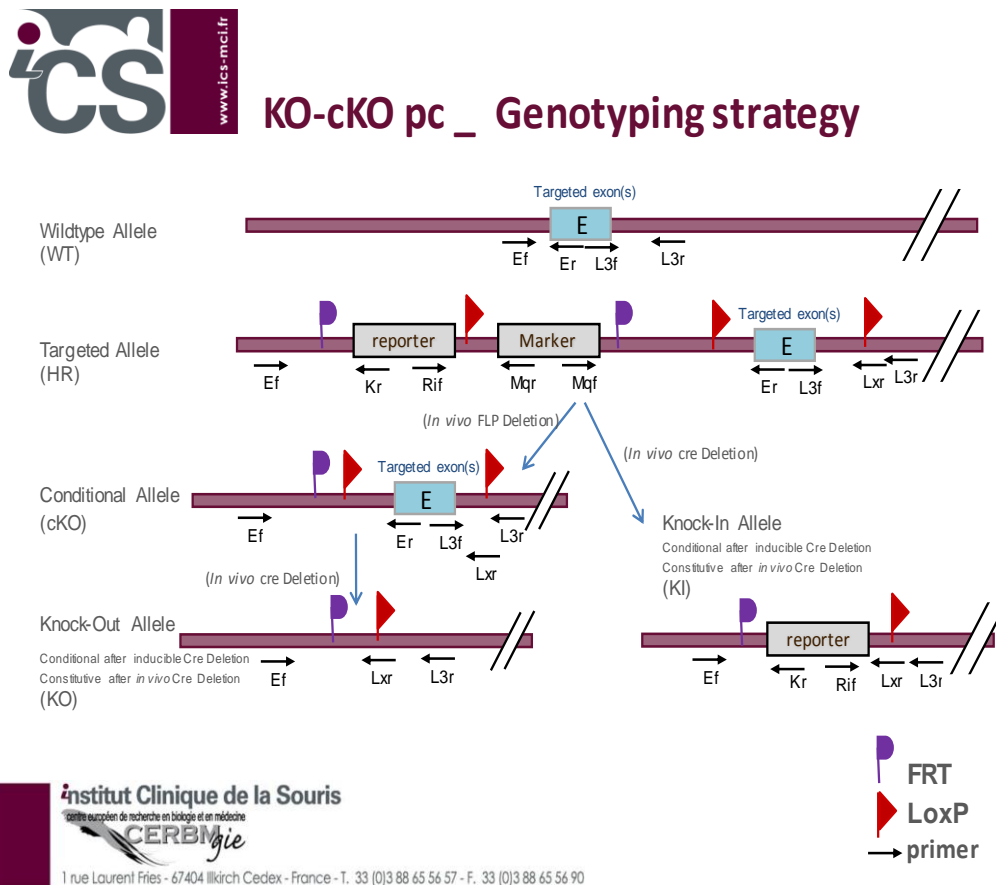 iCS
www.ics-mci.fr
KO-cKO pc _ Genotyping strategy
Targeted exon(s)
Wildtype Allele
(WT)
E
Ef
Er
L3f
L3r
Targeted exon(s)
Targeted Allele
(HR)
reporter
Marker
E
Ef
Kr
Rif
Mqr
Mqf
Er
L3f
Lxr
L3r
(In vivo FLP Deletion)
(In vivo cre Deletion)
Targeted exon(s)
Conditional Allele
(cKO)
E
Ef
Er
L3f
L3r
Lxr
Knock-In Allele
Conditional after inducible Cre Deletion
Constitutive after in vivo Cre Deletion
(KI)
(In vivo cre Deletion)
Knock-Out Allele
Conditional after inducible Cre Deletion
Constitutive after in vivo Cre Deletion
(KO)
Ef
Lxr
L3r
reporter
Ef
Kr
Rif
Lxr
L3r
FRT
LoxP
primer
institut Clinique de la Souris
centre européen de recherche en biologie et en médecine
CERBMgie
1 rue Laurent Fries - 67404 Illkirch Cedex - France - T. 33 (0)3 88 65 56 57 - F. 33 (0)3 88 65 56 90